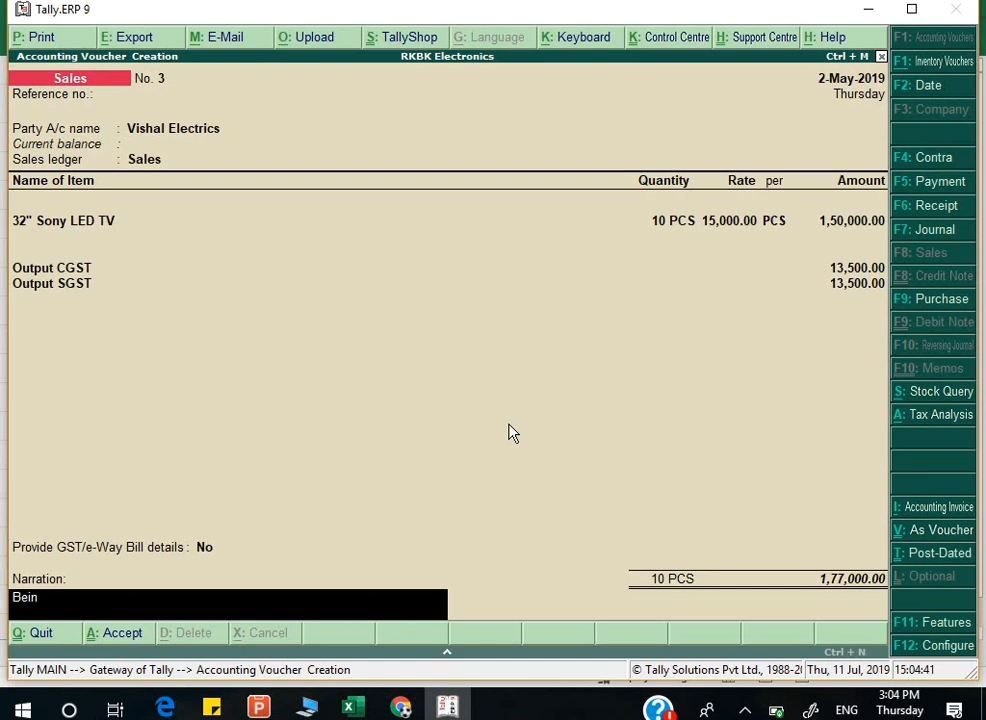 Tally.ERP 9
P: Print E: Export M: E-Mail O: Upload S: TallyShop G: Language K: Keyboard K: Control Centre H: Support Centre H: Help
Accounting Voucher Creation RKBK Electronics Ctrl + M
Sales No. 3 2-May-2019
Reference no.: Thursday
Party A/c name : Vishal Electrics
Current balance :
Sales ledger : Sales
Name of Item Quantity Rate per Amount
32" Sony LED TV 10 PCS 15,000.00 PCS 1,50,000.00
Output CGST 13,500.00
Output SGST 13,500.00
Provide GST/e-Way Bill details : No
Narration: 10 PCS 1,77,000.00
Bein
Q: Quit A: Accept D: Delete X: Cancel
Ctrl + N
Tally MAIN --> Gateway of Tally --> Accounting Voucher Creation © Tally Solutions Pvt Ltd., 1988-2 Thu, 11 Jul, 2019 15:04:41
F1: Accounting Vouchers
F1: Inventory Vouchers
F2: Date
F3: Company
F4: Contra
F5: Payment
F6: Receipt
F7: Journal
F8: Sales
F8: Credit Note
F9: Purchase
F9: Debit Note
F10: Reversing Journal
F10: Memos
S: Stock Query
A: Tax Analysis
I: Accounting Invoice
V: As Voucher
T: Post-Dated
L: Optional
F11: Features
F12: Configure
ENG 3:04 PM
Thursday